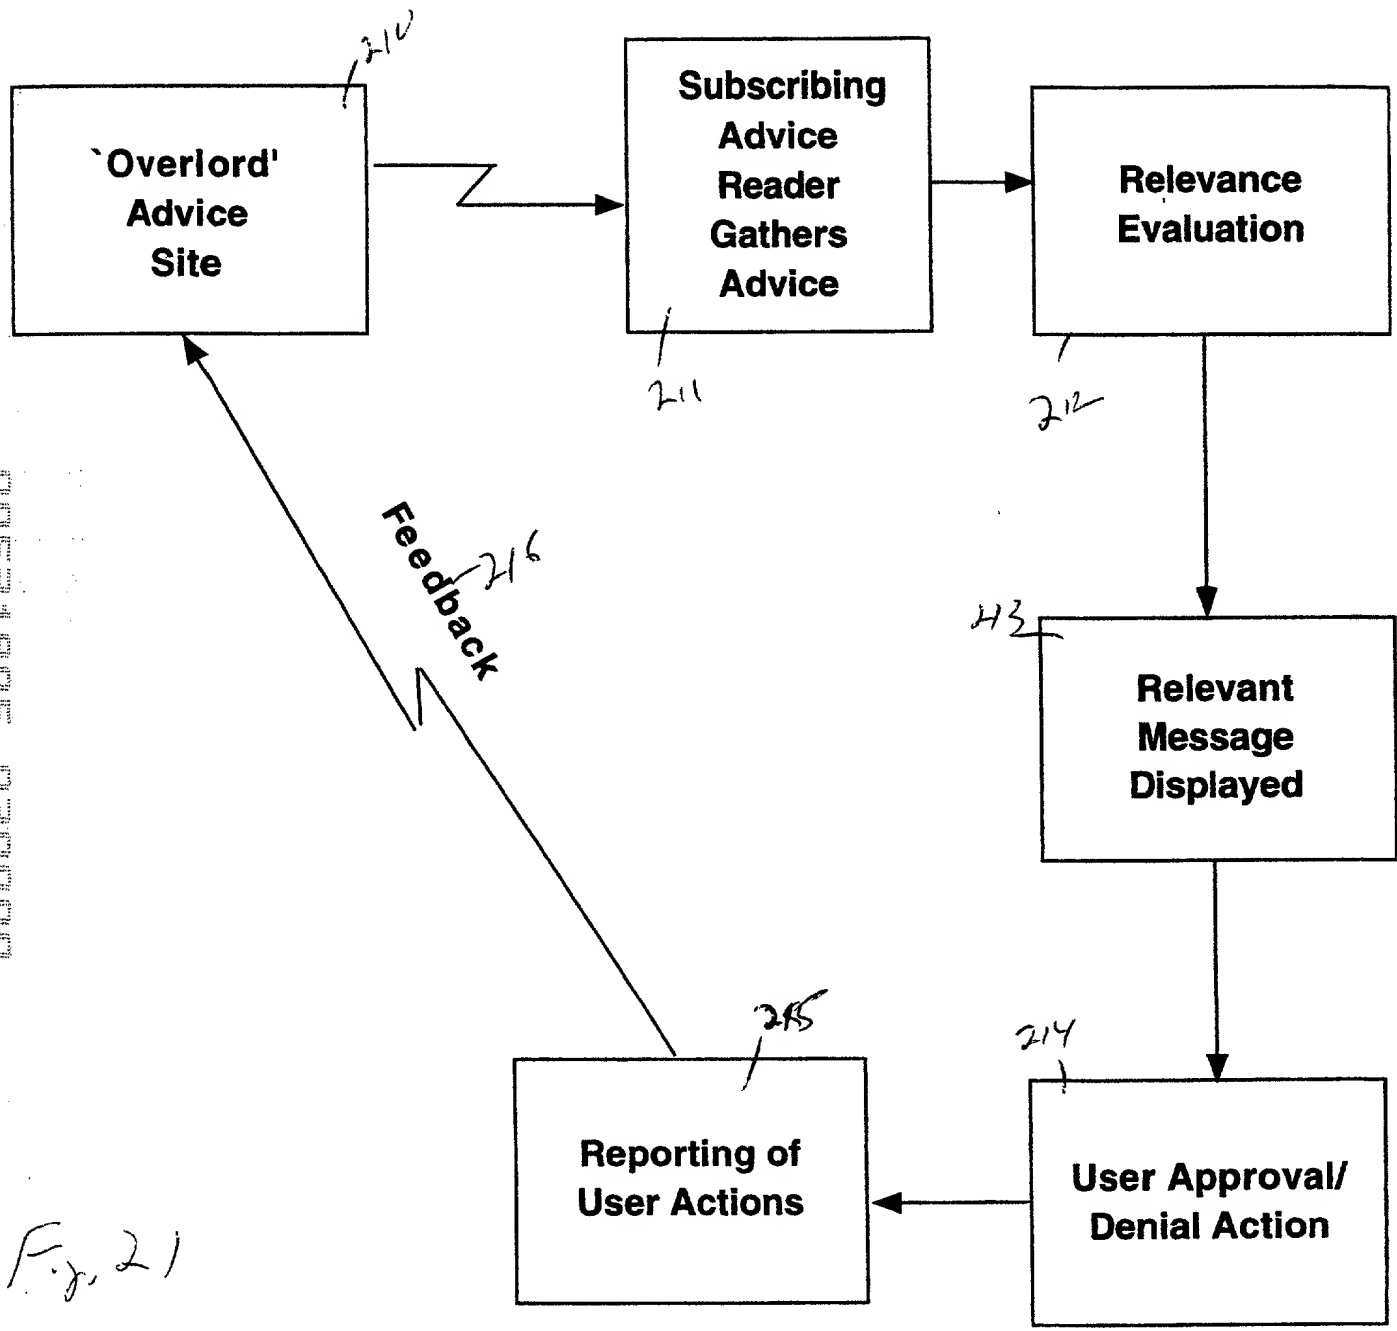 210
`Overlord'
Advice
Site
Subscribing
Advice
Reader
Gathers
Advice
211
Relevance
Evaluation
212
Feedback
216
213
Relevant
Message
Displayed
214
User Approval/
Denial Action
215
Reporting of
User Actions
Fig. 21